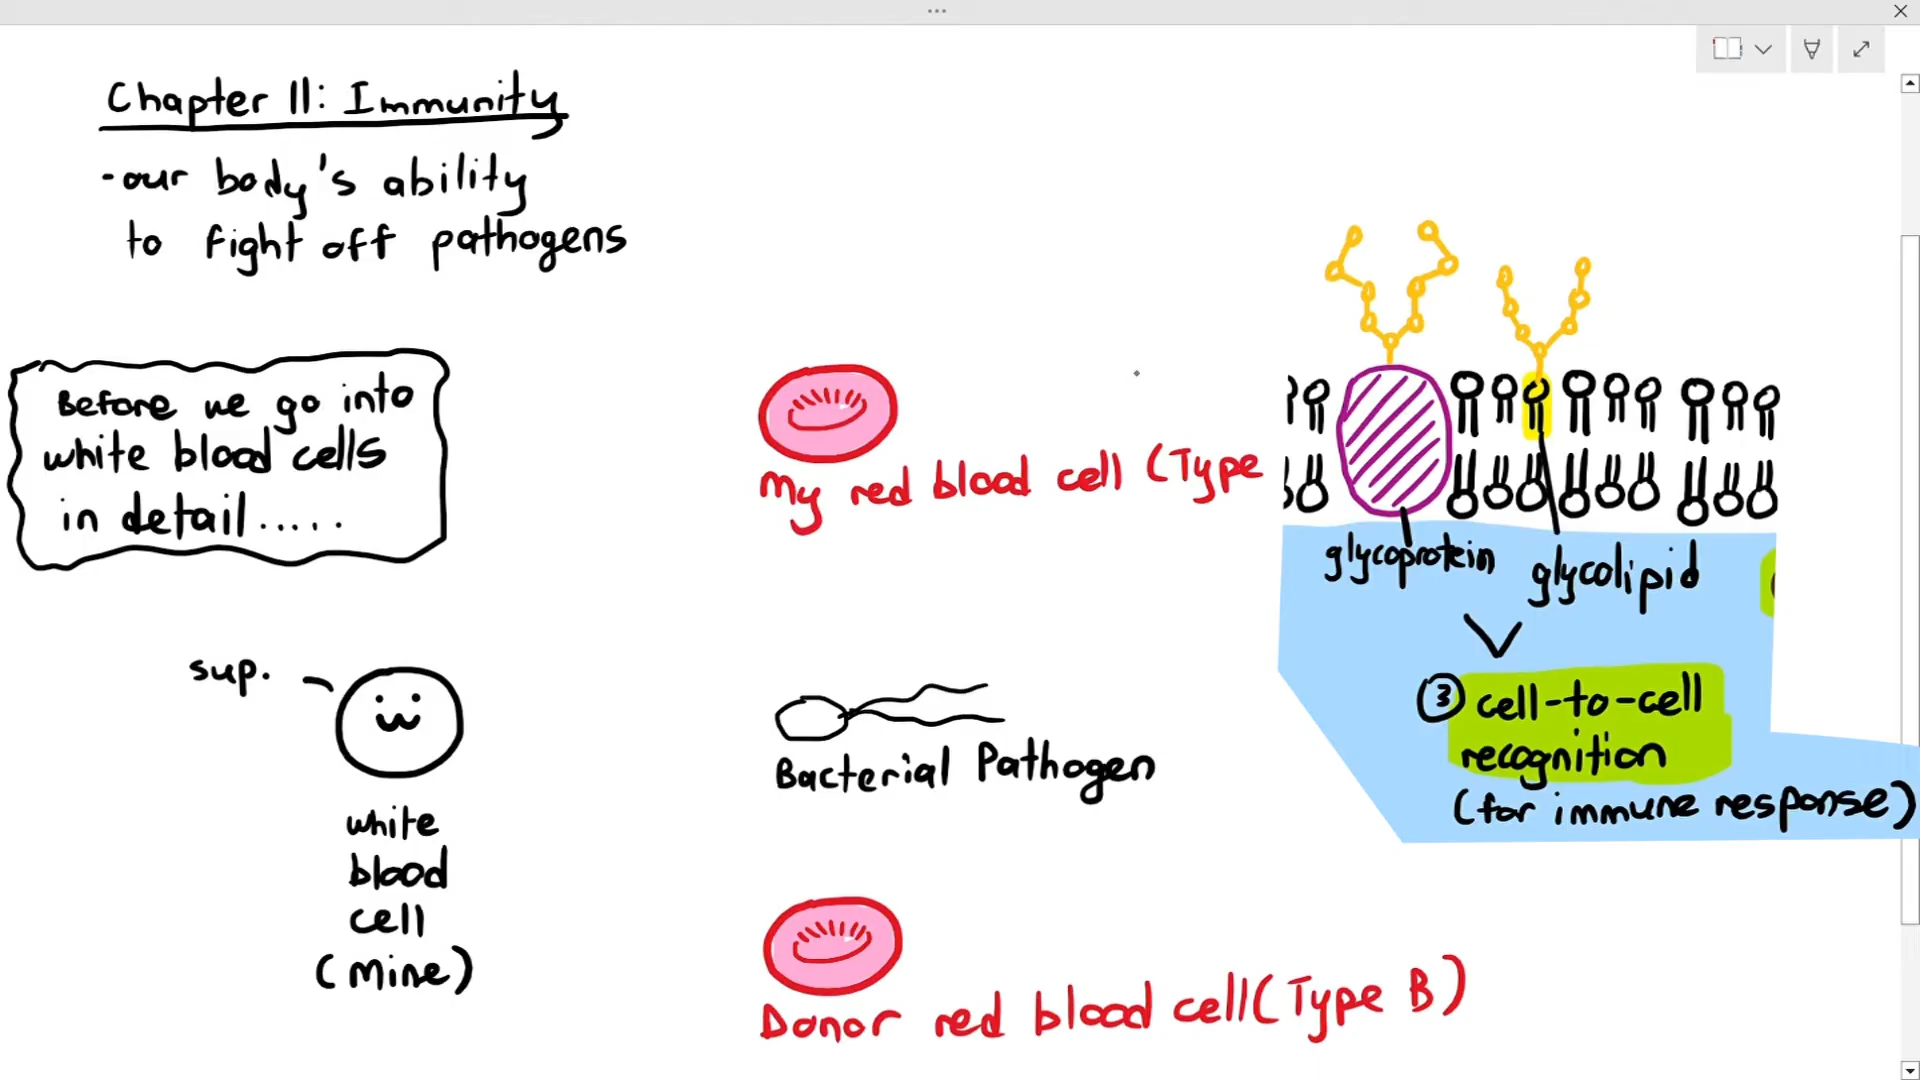 Chapter 11: Immunity
- our body's ability
to fight off pathogens
Before we go into
white blood cells
in detail.....
sup.
white
blood
cell
(mine)
My red blood cell (Type
Bacterial Pathogen
Donor red blood cell (Type B)
glycoprotein
glycolipid
3 cell-to-cell
recognition
(for immune response)